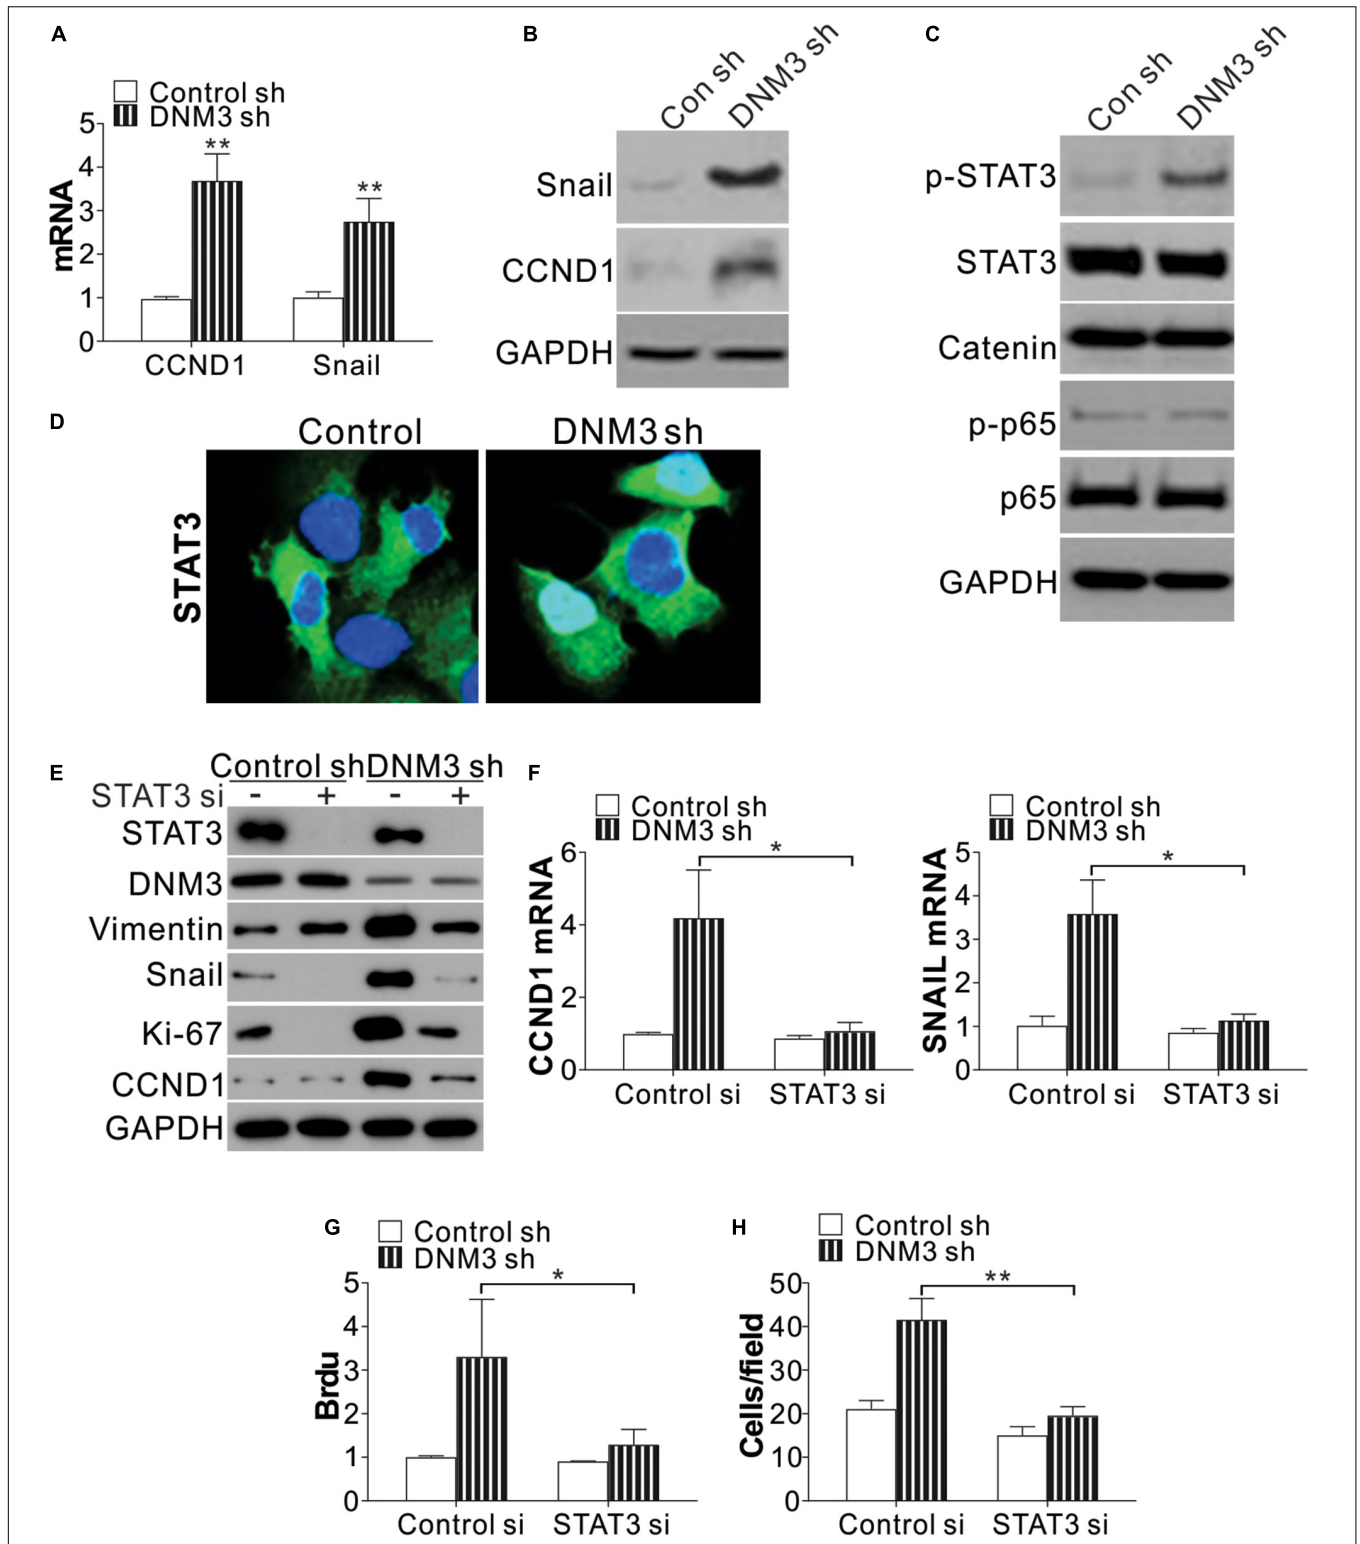 A
Control sh
DNM3 sh
**
**
mRNA
5
4
3
2
1
0
CCND1 Snail
B
Con sh DNM3 sh
Snail
CCND1
GAPDH
C
Con sh DNM3 sh
p-STAT3
STAT3
Catenin
p-p65
p65
GAPDH
D
Control DNM3 sh
STAT3
E
Control sh DNM3 sh
STAT3 si - + - +
STAT3
DNM3
Vimentin
Snail
Ki-67
CCND1
GAPDH
F
Control sh
DNM3 sh
*
CCND1 mRNA
6
4
2
0
Control si STAT3 si
Control sh
DNM3 sh
*
SNAIL mRNA
5
4
3
2
1
0
Control si STAT3 si
G
Control sh
DNM3 sh
*
Brdu
5
4
3
2
1
0
Control si STAT3 si
H
Control sh
DNM3 sh
**
Cells/field
50
40
30
20
10
0
Control si STAT3 si